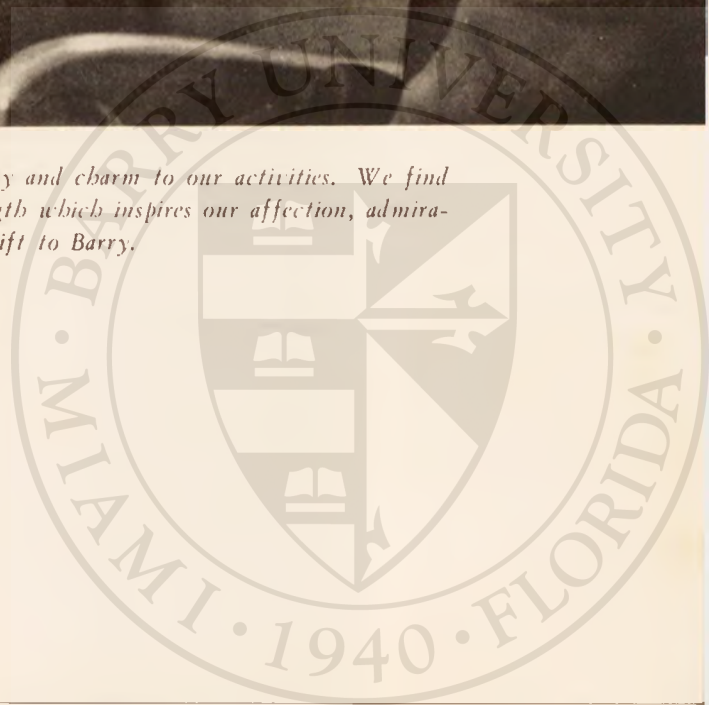 y and charm to our activities. We find
gth which inspires our affection, admira-
ift to Barry.
BARRY UNIVERSITY
MIAMI · 1940 · FLORIDA